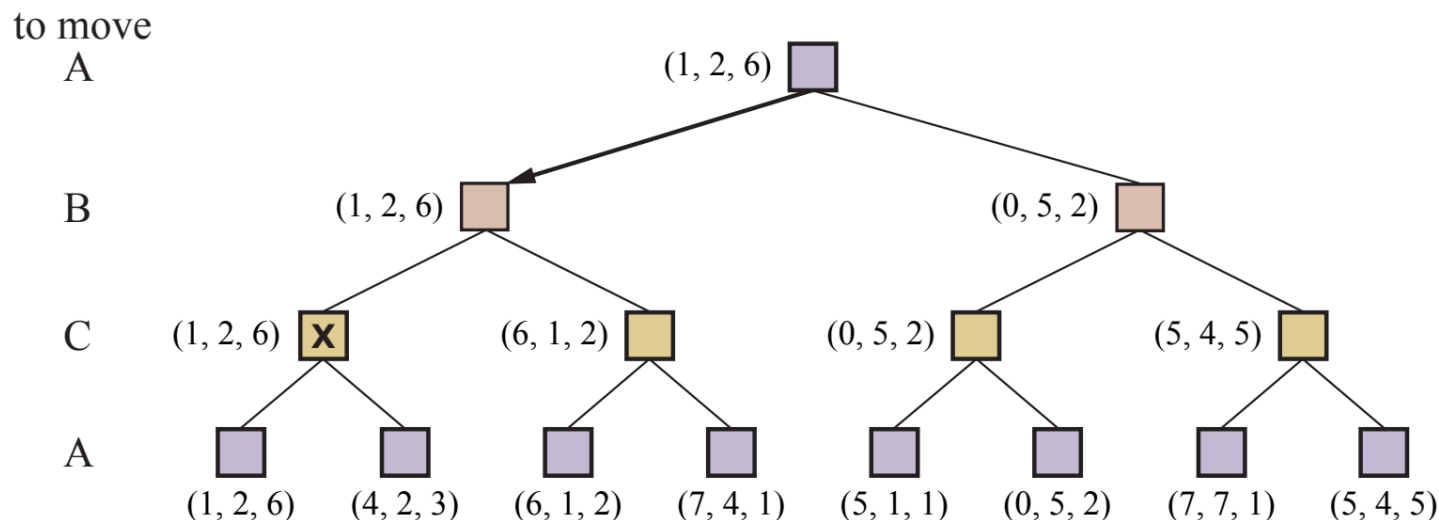 to move
A (1, 2, 6)
B (1, 2, 6) (0, 5, 2)
C (1, 2, 6) X (6, 1, 2) (0, 5, 2) (5, 4, 5)
A
(1, 2, 6) (4, 2, 3) (6, 1, 2) (7, 4, 1) (5, 1, 1) (0, 5, 2) (7, 7, 1) (5, 4, 5)